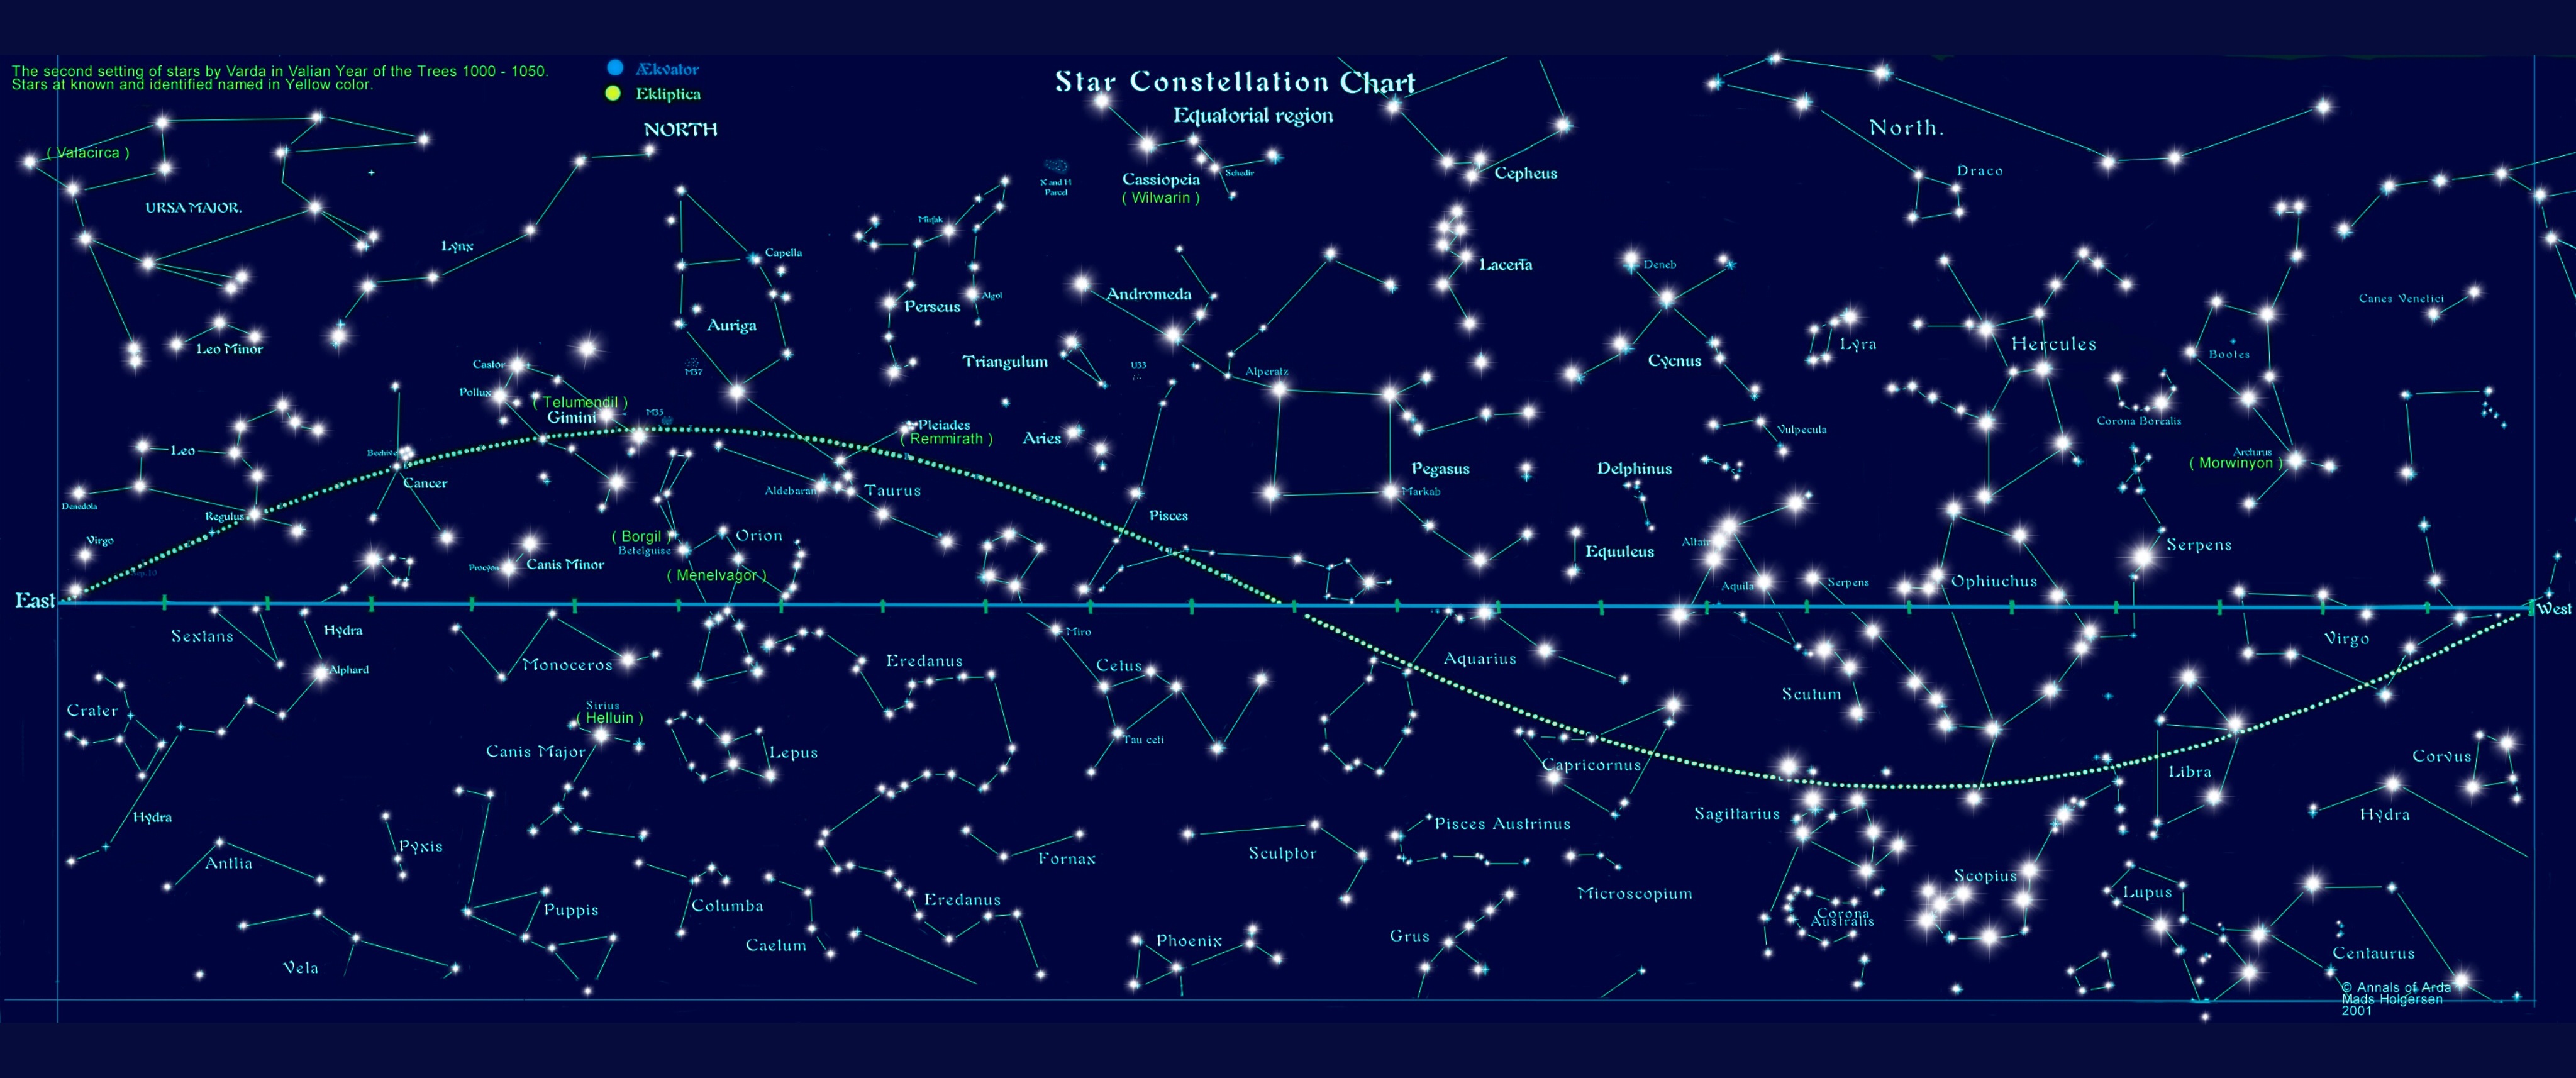 The second setting of stars by Varda in Valian Year of the Trees 1000 - 1050.
Stars at known and identified named in Yellow color.
Ækvator
Ekliptica
Star Constellation Chart
Equatorial region
NORTH
North.
( Valacirca )
URSA MAJOR.
Lynx
Leo Minor
Capella
Auriga
M37
Mirfak
Perseus
Algol
X and H
Parcel
Cassiopeia
( Wilwarin )
Schedir
Cepheus
Draco
Lacerta
Andromeda
Triangulum
U33
Alperatz
Deneb
Cycnus
Lyra
Hercules
Canes Venetici
Bootes
Corona Borealis
Castor
Pollux
( Telumendil )
Gimini
M35
Pleiades
( Remmirath )
Aries
Pegasus
Markab
Delphinus
Vulpecula
Arcturus
( Morwinyon )
Leo
Denedola
Regulus
Beehive
Cancer
Aldebaran
Taurus
Pisces
Virgo
Procyon
Canis Minor
( Borgil )
Betelguise
Orion
( Menelvagor )
Equuleus
Altair
Aquila
Serpens
Ophiuchus
Serpens
East
West
Sextans
Hydra
Alphard
Monoceros
Eredanus
Miro
Cetus
Tau ceti
Aquarius
Scutum
Virgo
Crater
Sirius
( Helluin )
Canis Major
Lepus
Capricornus
Libra
Corvus
Hydra
Hydra
Antlia
Pyxis
Puppis
Columba
Caelum
Vela
Fornax
Eredanus
Sculptor
Phoenix
Pisces Austrinus
Microscopium
Grus
Sagittarius
Corona
Australis
Scopius
Lupus
Centaurus
© Annals of Arda
Mads Holgersen
2001